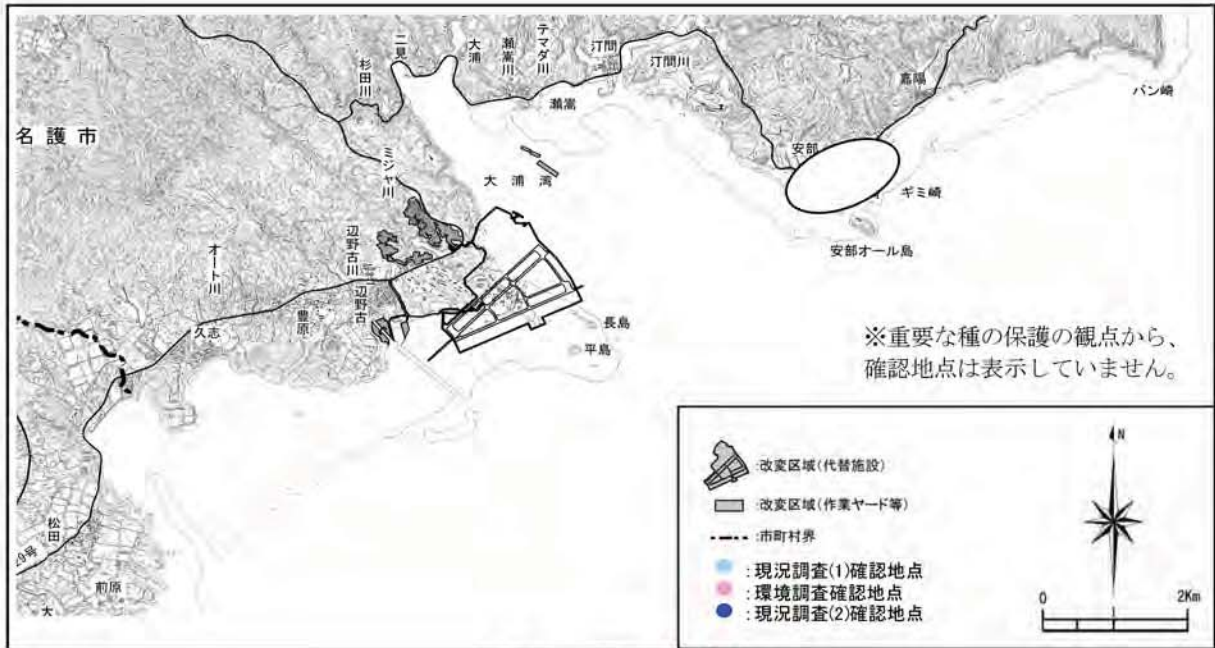 名護市
杉田川
二見
大浦
瀬嵩川
テマダ川
汀間
汀間川
瀬嵩
嘉陽
バン崎
安部
ギミ崎
安部オール島
大浦湾
ミジャ川
辺野古川
辺野古
オート川
久志
豊原
長島
平島
松田
29号
前原
大
※重要な種の保護の観点から、
確認地点は表示していません。
:改変区域(代替施設)
:改変区域(作業ヤード等)
:市町村界
:現況調査(1)確認地点
:環境調査確認地点
:現況調査(2)確認地点
N
0 2Km